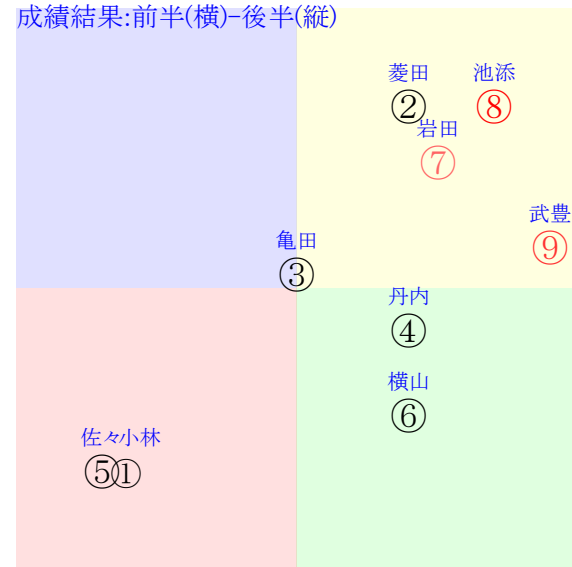 成績結果:前半(横)-後半(縦)
菱田 池添
② ⑧
岩田
⑦
武豊
亀田 ⑨
③
丹内
④
横山
⑥
佐々小林
⑤①